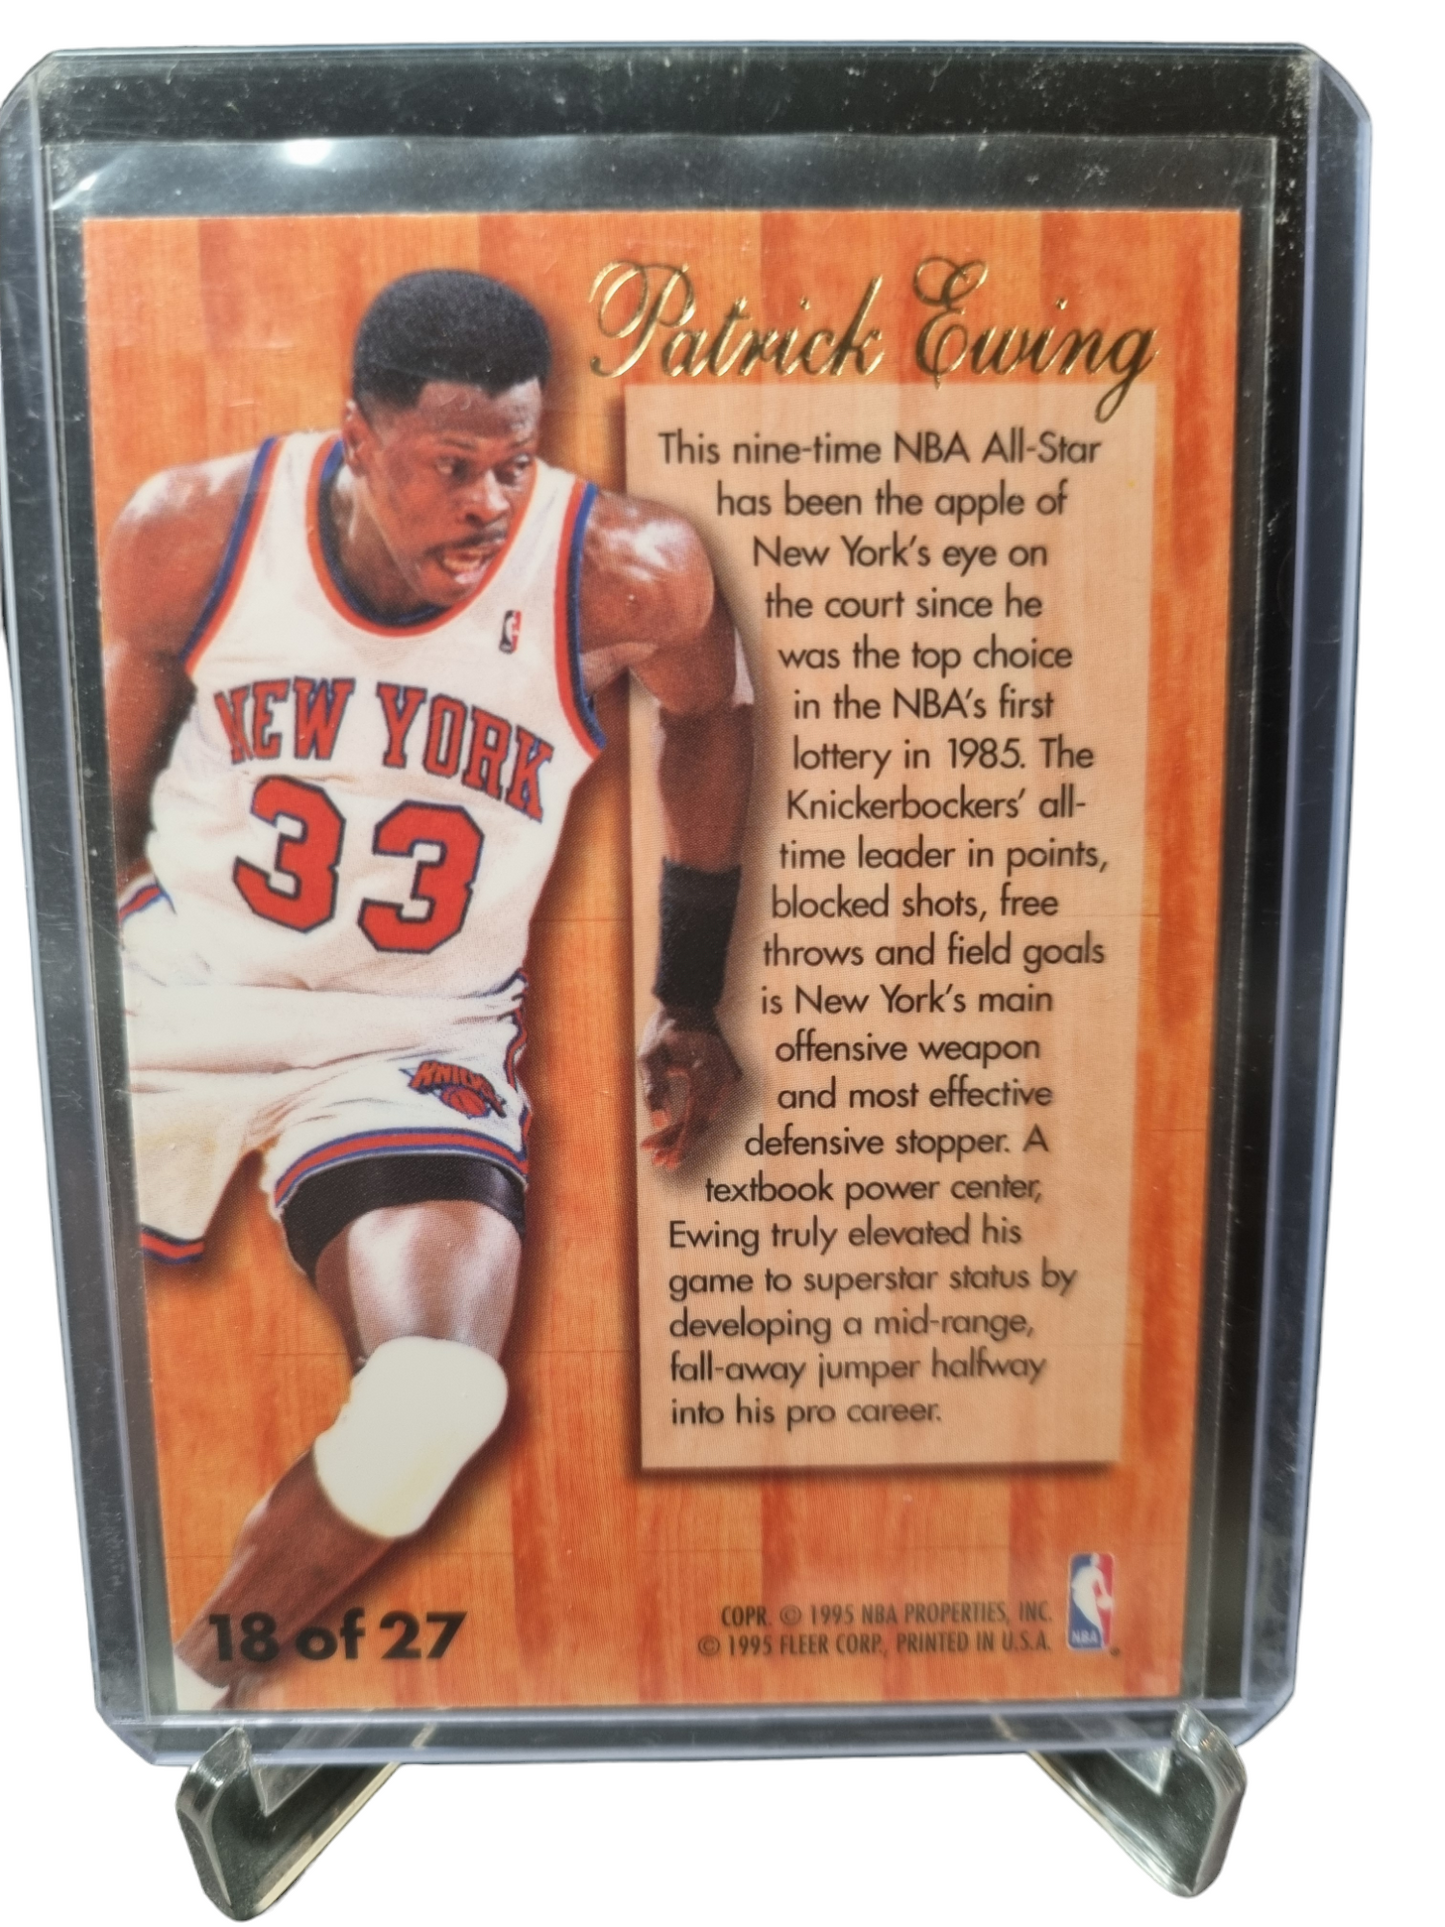 Patrick Ewing
This nine-time NBA All-Star
has been the apple of
New York's eye on
the court since he
was the top choice
in the NBA's first
lottery in 1985. The
Knickerbockers' all-
time leader in points,
blocked shots, free
throws and field goals
is New York's main
offensive weapon
and most effective
defensive stopper. A
textbook power center,
Ewing truly elevated his
game to superstar status by
developing a mid-range,
fall-away jumper halfway
into his pro career.
NEW YORK
33
KNICKS
18 of 27
COPR. © 1995 NBA PROPERTIES, INC.
© 1995 FLEER CORP., PRINTED IN U.S.A.
NBA